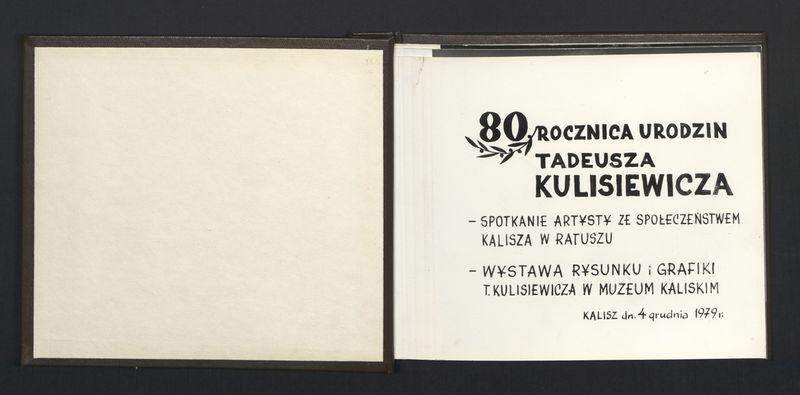 80. ROCZNICA URODZIN
TADEUSZA
KULISIEWICZA
- SPOTKANIE ARTYSTY ZE SPOŁECZEŃSTWEM
KALISZA W RATUSZU
- WYSTAWA RYSUNKU i GRAFIKI
T. KULISIEWICZA W MUZEUM KALISKIM
KALISZ dn. 4 grudnia 1979 r.